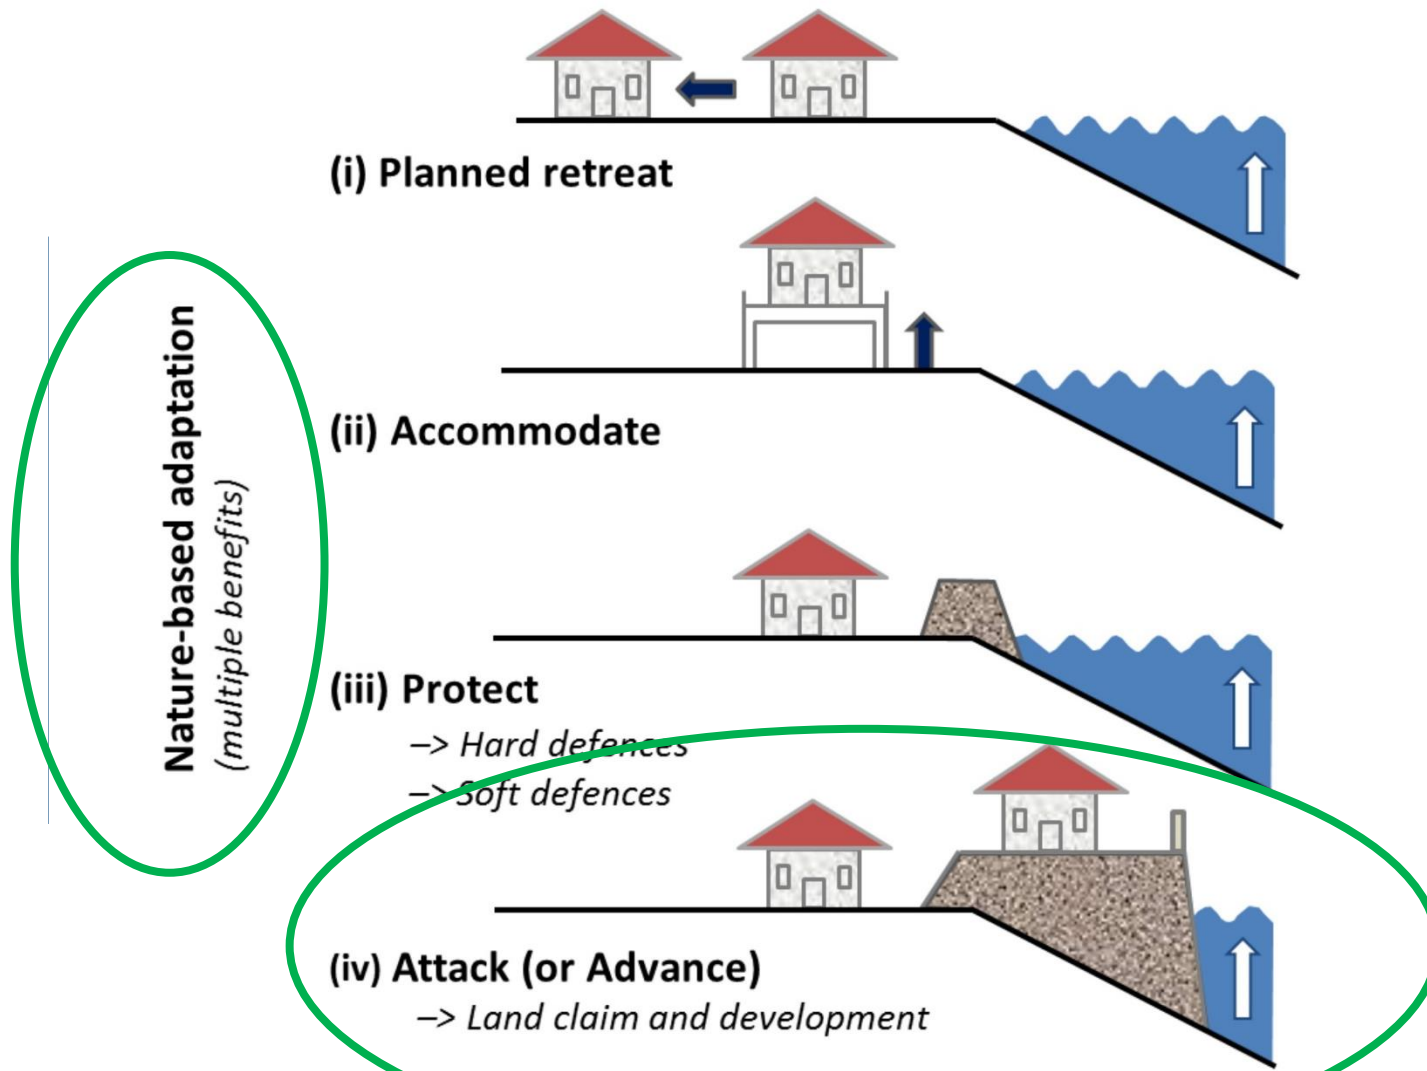 (i) Planned retreat
(ii) Accommodate
Nature-based adaptation
(multiple benefits)
(iii) Protect
–> Hard defences
–> Soft defences
(iv) Attack (or Advance)
–> Land claim and development